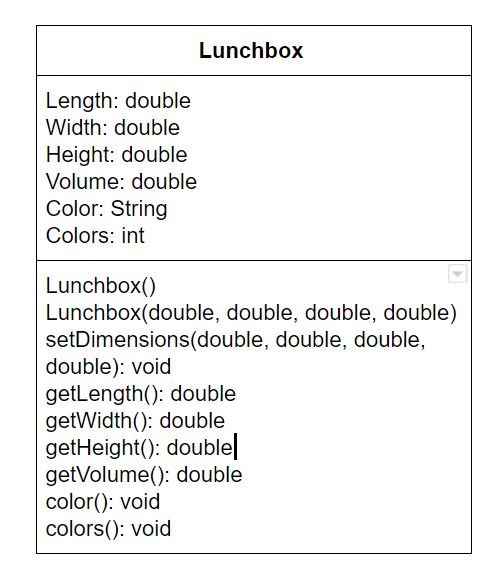 Lunchbox
Length: double
Width: double
Height: double
Volume: double
Color: String
Colors: int
Lunchbox()
Lunchbox(double, double, double, double)
setDimensions(double, double, double,
double): void
getLength(): double
getWidth(): double
getHeight(): double
getVolume(): double
color(): void
colors(): void